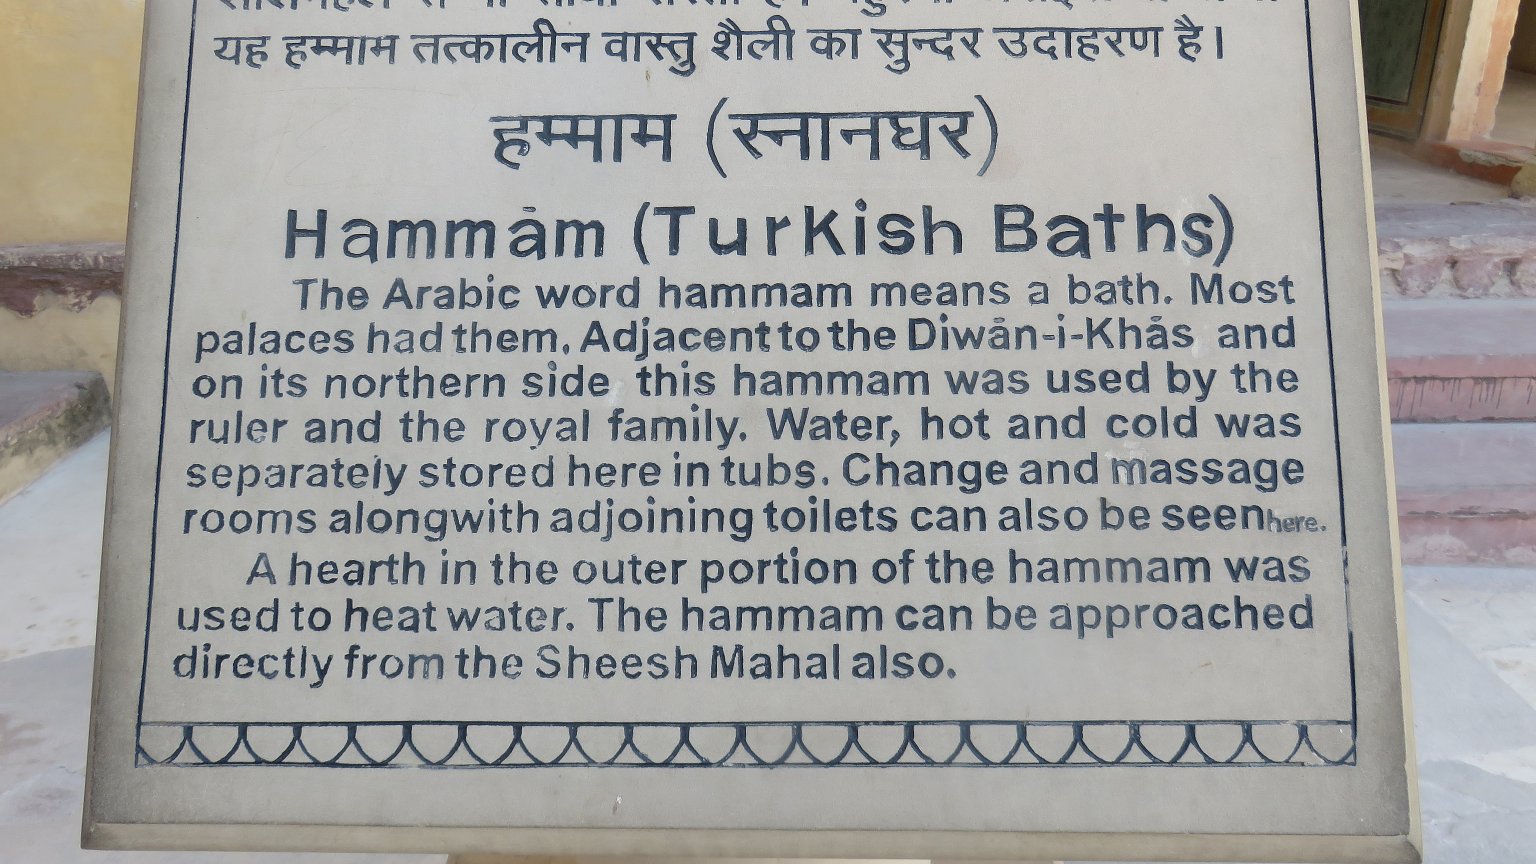 यह हम्माम तत्कालीन वास्तु शैली का सुन्दर उदाहरण है।
हम्माम (स्नानघर)
Hammām (Turkish Baths)
The Arabic word hammam means a bath. Most
palaces had them. Adjacent to the Diwān-i-Khās and
on its northern side this hammam was used by the
ruler and the royal family. Water, hot and cold was
separately stored here in tubs. Change and massage
rooms alongwith adjoining toilets can also be seen here.
A hearth in the outer portion of the hammam was
used to heat water. The hammam can be approached
directly from the Sheesh Mahal also.